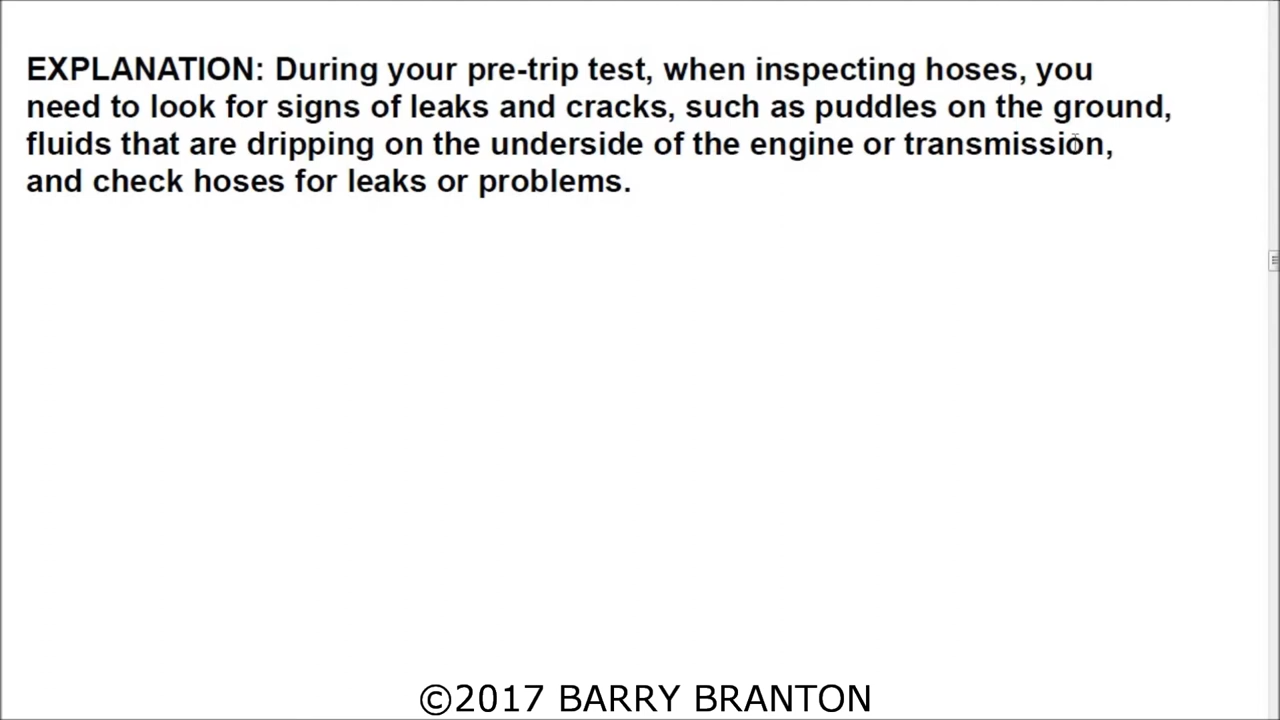 EXPLANATION: During your pre-trip test, when inspecting hoses, you
need to look for signs of leaks and cracks, such as puddles on the ground,
fluids that are dripping on the underside of the engine or transmission,
and check hoses for leaks or problems.
©2017 BARRY BRANTON